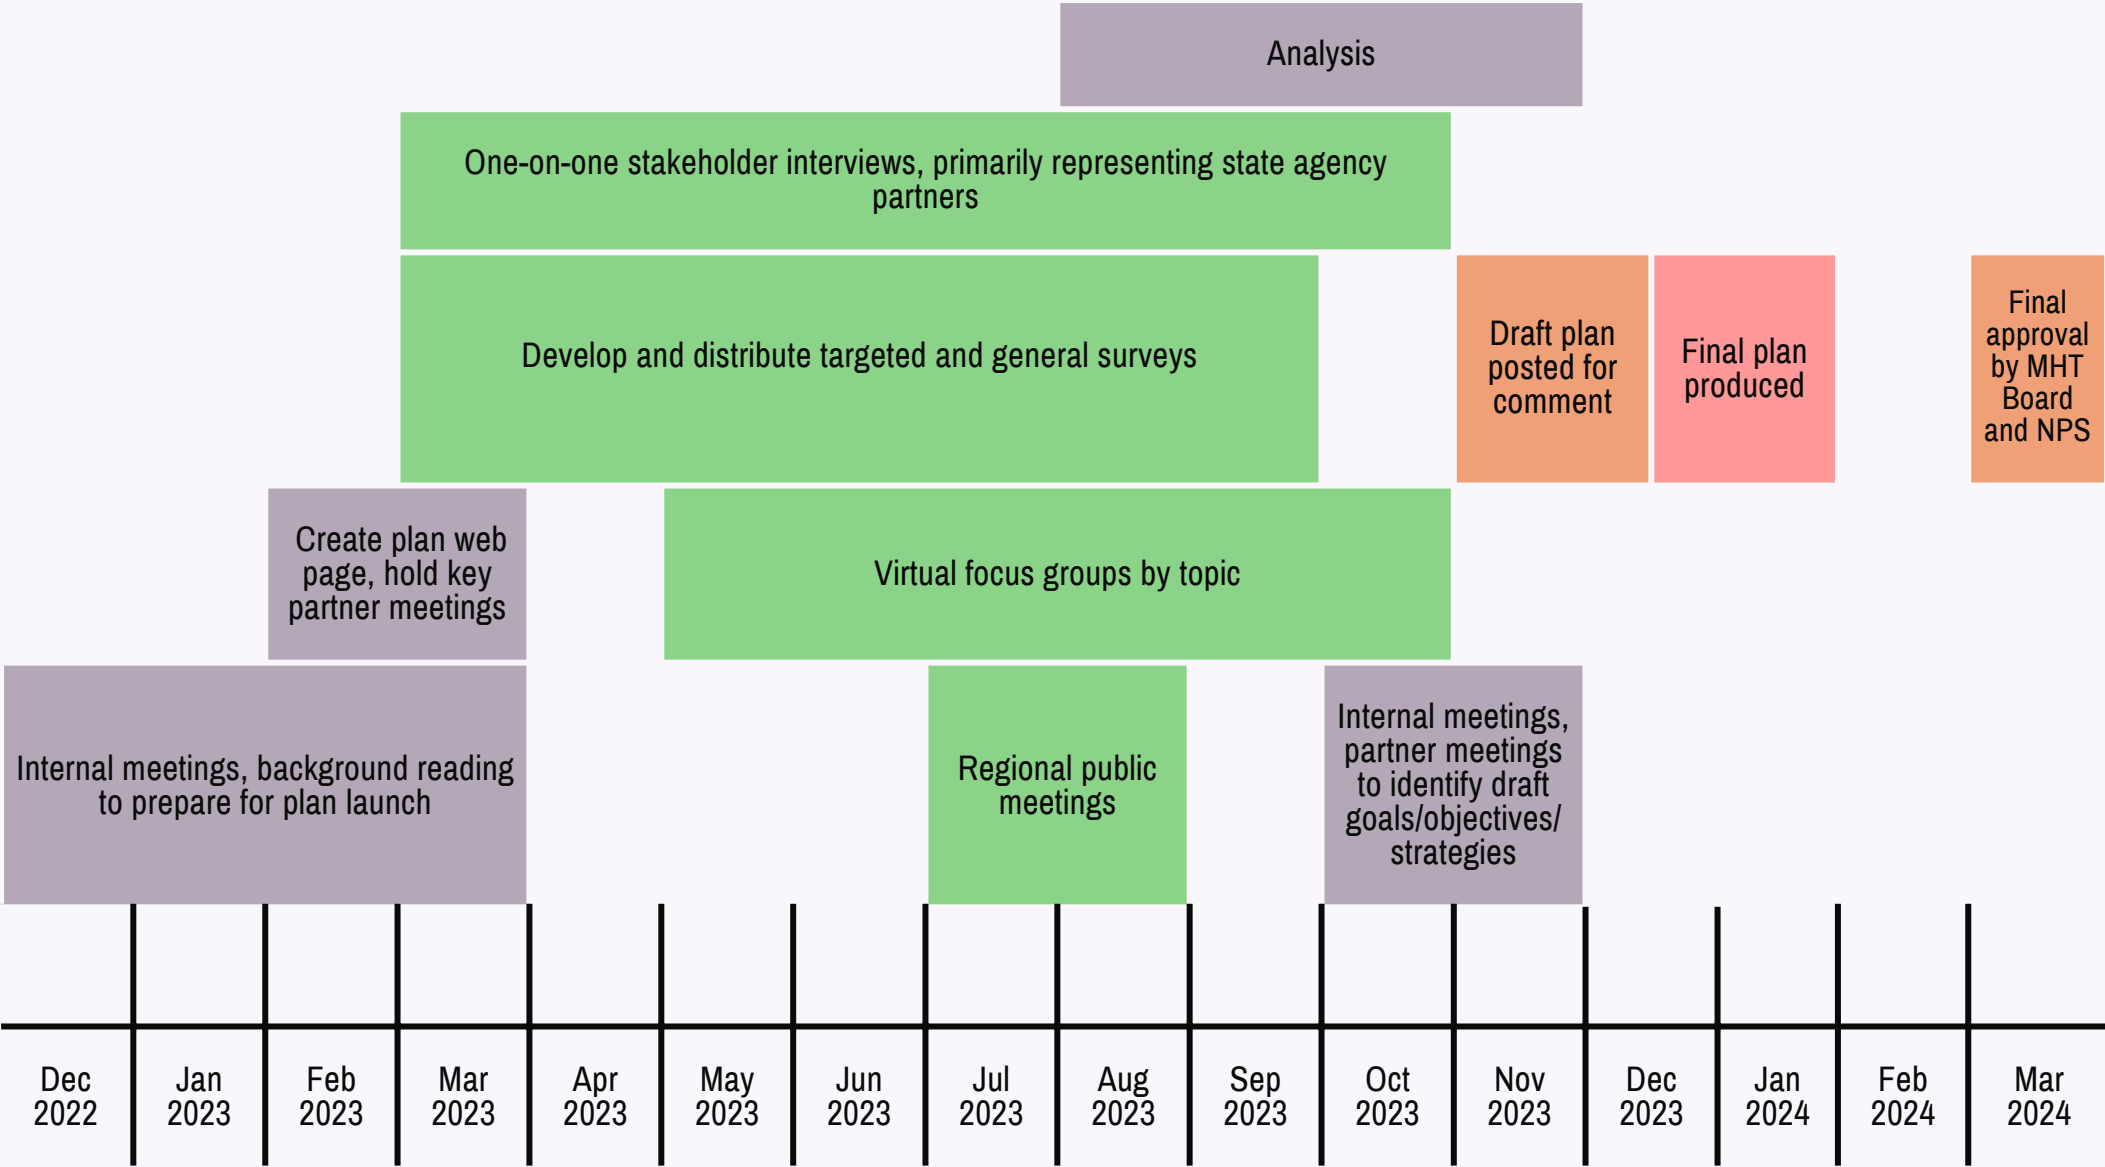 Analysis
One-on-one stakeholder interviews, primarily representing state agency
partners
Develop and distribute targeted and general surveys
Draft plan
posted for
comment
Final plan
produced
Final
approval
by MHT
Board
and NPS
Create plan web
page, hold key
partner meetings
Virtual focus groups by topic
Internal meetings, background reading
to prepare for plan launch
Regional public
meetings
Internal meetings,
partner meetings
to identify draft
goals/objectives/
strategies
Dec
2022
Jan
2023
Feb
2023
Mar
2023
Apr
2023
May
2023
Jun
2023
Jul
2023
Aug
2023
Sep
2023
Oct
2023
Nov
2023
Dec
2023
Jan
2024
Feb
2024
Mar
2024